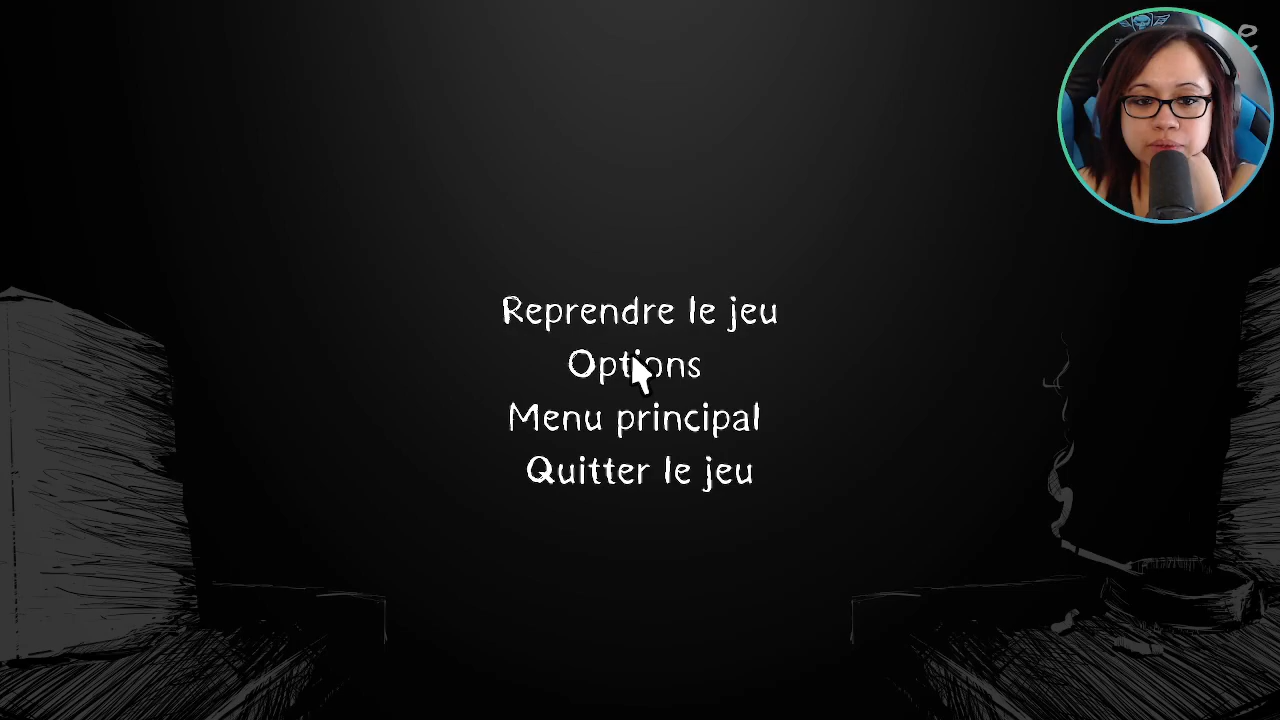 Reprendre le jeu
Options
Menu principal
Quitter le jeu